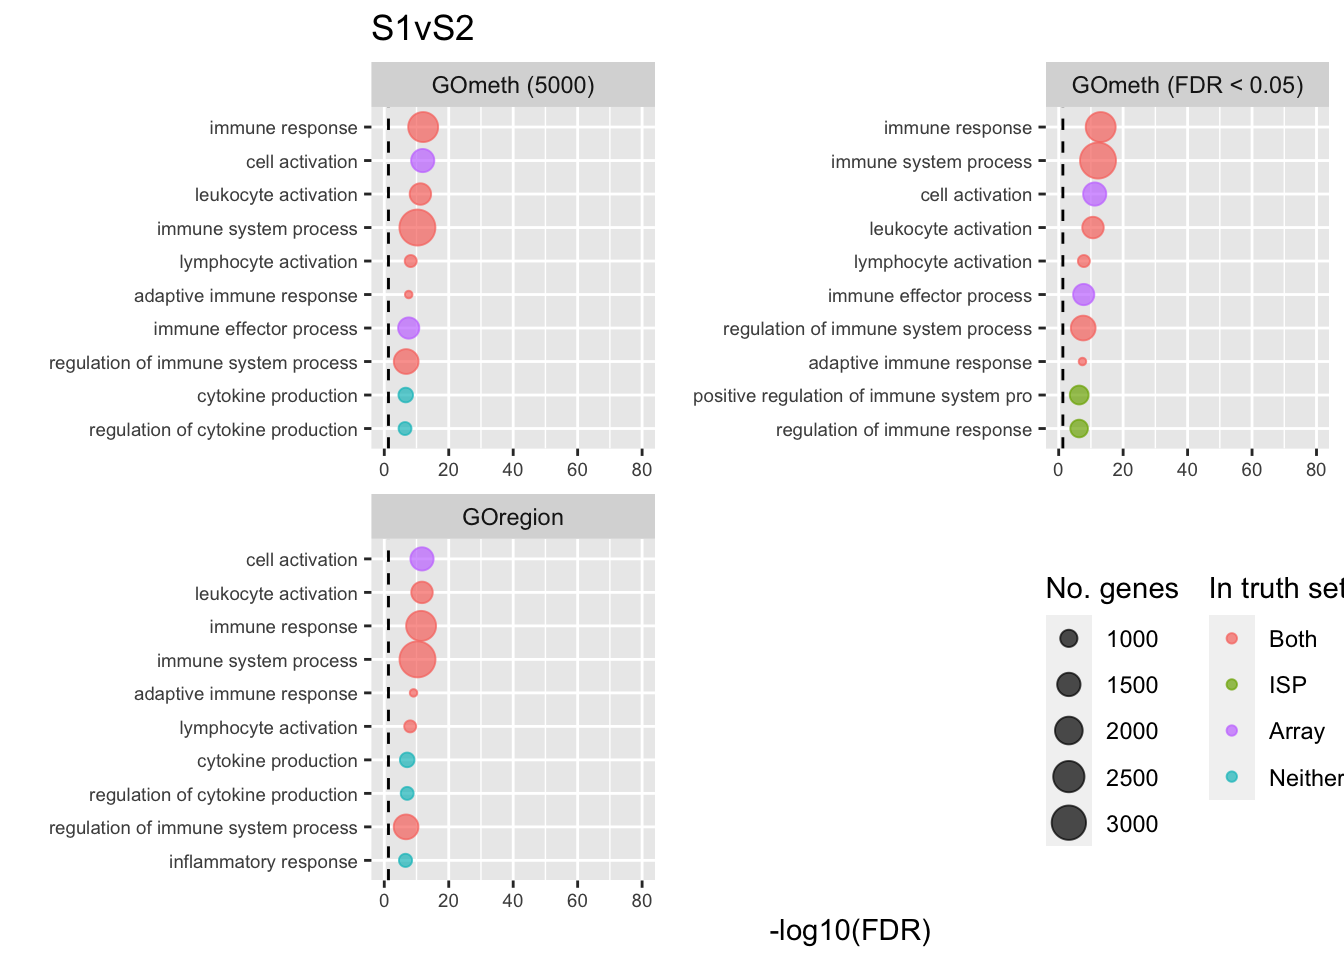 S1vS2
GOmeth (5000)
immune response
cell activation
leukocyte activation
immune system process
lymphocyte activation
adaptive immune response
immune effector process
regulation of immune system process
cytokine production
regulation of cytokine production
0 20 40 60 80
GOmeth (FDR < 0.05)
immune response
immune system process
cell activation
leukocyte activation
lymphocyte activation
immune effector process
regulation of immune system process
adaptive immune response
positive regulation of immune system pro
regulation of immune response
0 20 40 60 80
GOregion
cell activation
leukocyte activation
immune response
immune system process
adaptive immune response
lymphocyte activation
cytokine production
regulation of cytokine production
regulation of immune system process
inflammatory response
0 20 40 60 80
No. genes
1000
1500
2000
2500
3000
In truth set
Both
ISP
Array
Neither
-log10(FDR)